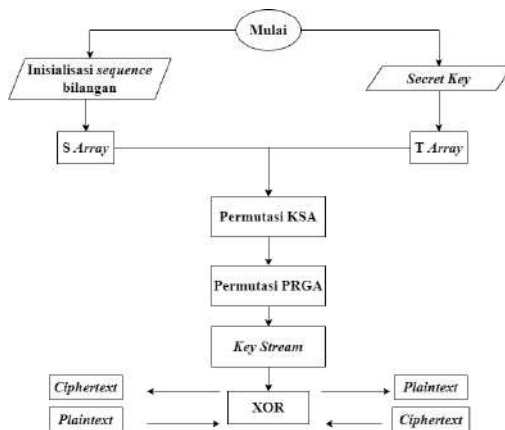 Mulai
Inisialisasi sequence
bilangan
Secret Key
S Array
T Array
Permutasi KSA
Permutasi PRGA
Key Stream
Ciphertext
Plaintext
XOR
Plaintext
Ciphertext